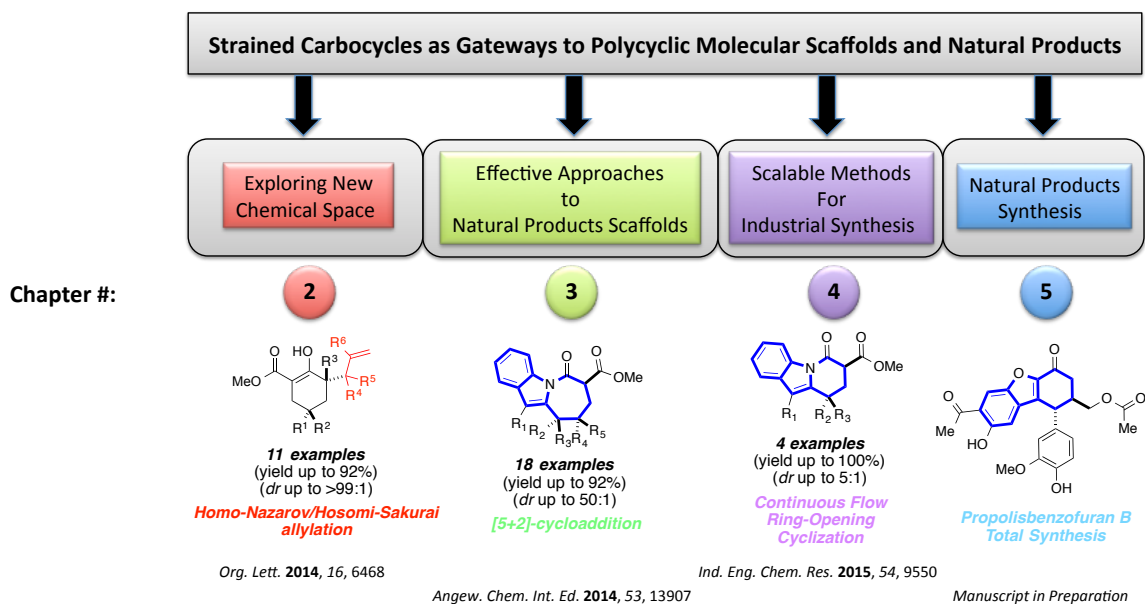 Strained Carbocycles as Gateways to Polycyclic Molecular Scaffolds and Natural Products
Exploring New
Chemical Space
Effective Approaches
to
Natural Products Scaffolds
Scalable Methods
For
Industrial Synthesis
Natural Products
Synthesis
Chapter #:
2
3
4
5
MeO
O
HO
R3
R6
R5
R4
R1
R2
11 examples
(yield up to 92%)
(dr up to >99:1)
Homo-Nazarov/Hosomi-Sakurai
allylation
Org. Lett. 2014, 16, 6468
O
O
N
OMe
R1
R2
R3
R4
R5
18 examples
(yield up to 92%)
(dr up to 50:1)
[5+2]-cycloaddition
Angew. Chem. Int. Ed. 2014, 53, 13907
O
O
N
OMe
R1
R2
R3
4 examples
(yield up to 100%)
(dr up to 5:1)
Continuous Flow
Ring-Opening
Cyclization
Ind. Eng. Chem. Res. 2015, 54, 9550
O
O
O
Me
HO
O
O
Me
MeO
OH
Propolisbenzofuran B
Total Synthesis
Manuscript in Preparation